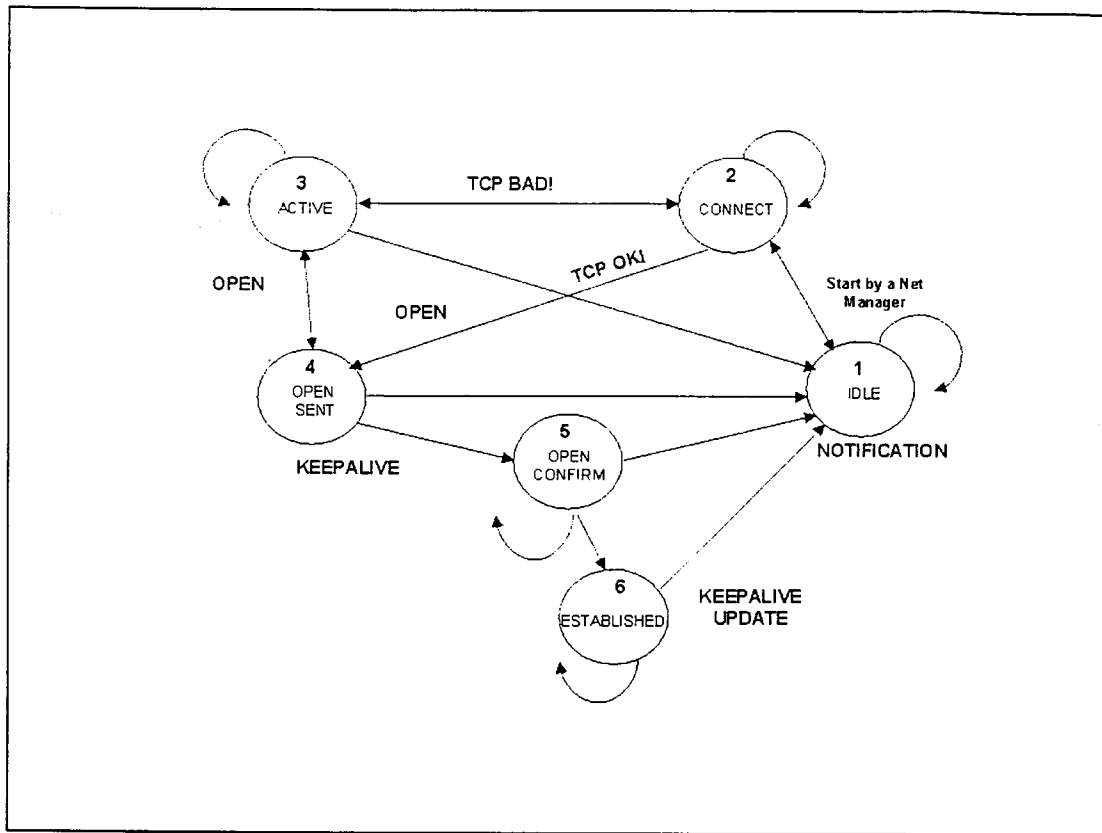 3
ACTIVE
TCP BAD!
2
CONNECT
OPEN
TCP OK!
OPEN
Start by a Net
Manager
4
OPEN
SENT
1
IDLE
KEEPALIVE
5
OPEN
CONFIRM
NOTIFICATION
6
ESTABLISHED
KEEPALIVE
UPDATE